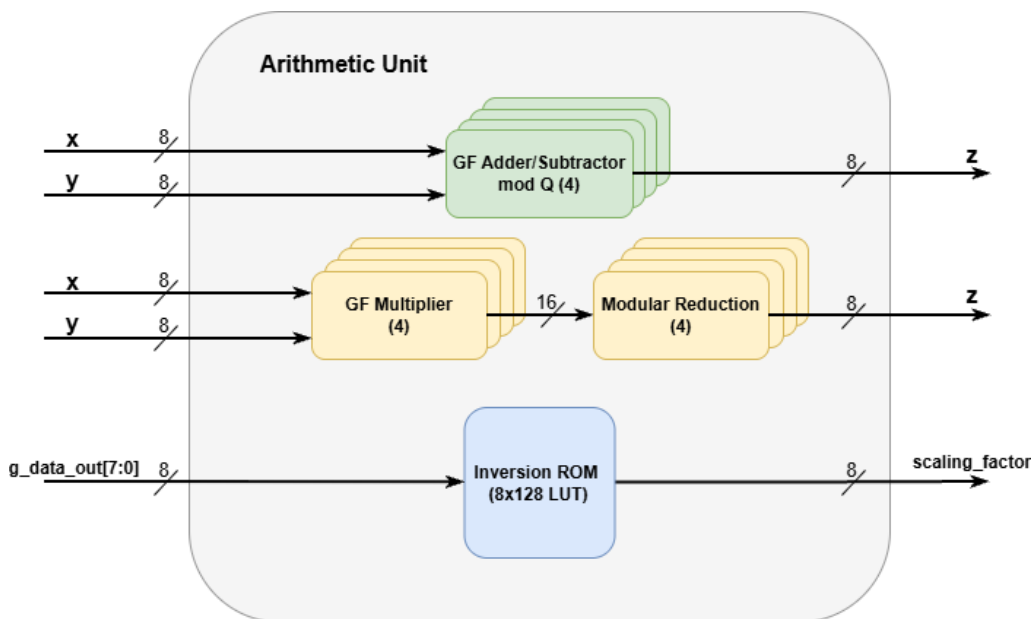 Arithmetic Unit
x
8
y
8
GF Adder/Subtractor
mod Q (4)
8
z
x
8
y
8
GF Multiplier
(4)
16
Modular Reduction
(4)
8
z
g_data_out[7:0]
8
Inversion ROM
(8x128 LUT)
8
scaling_factor